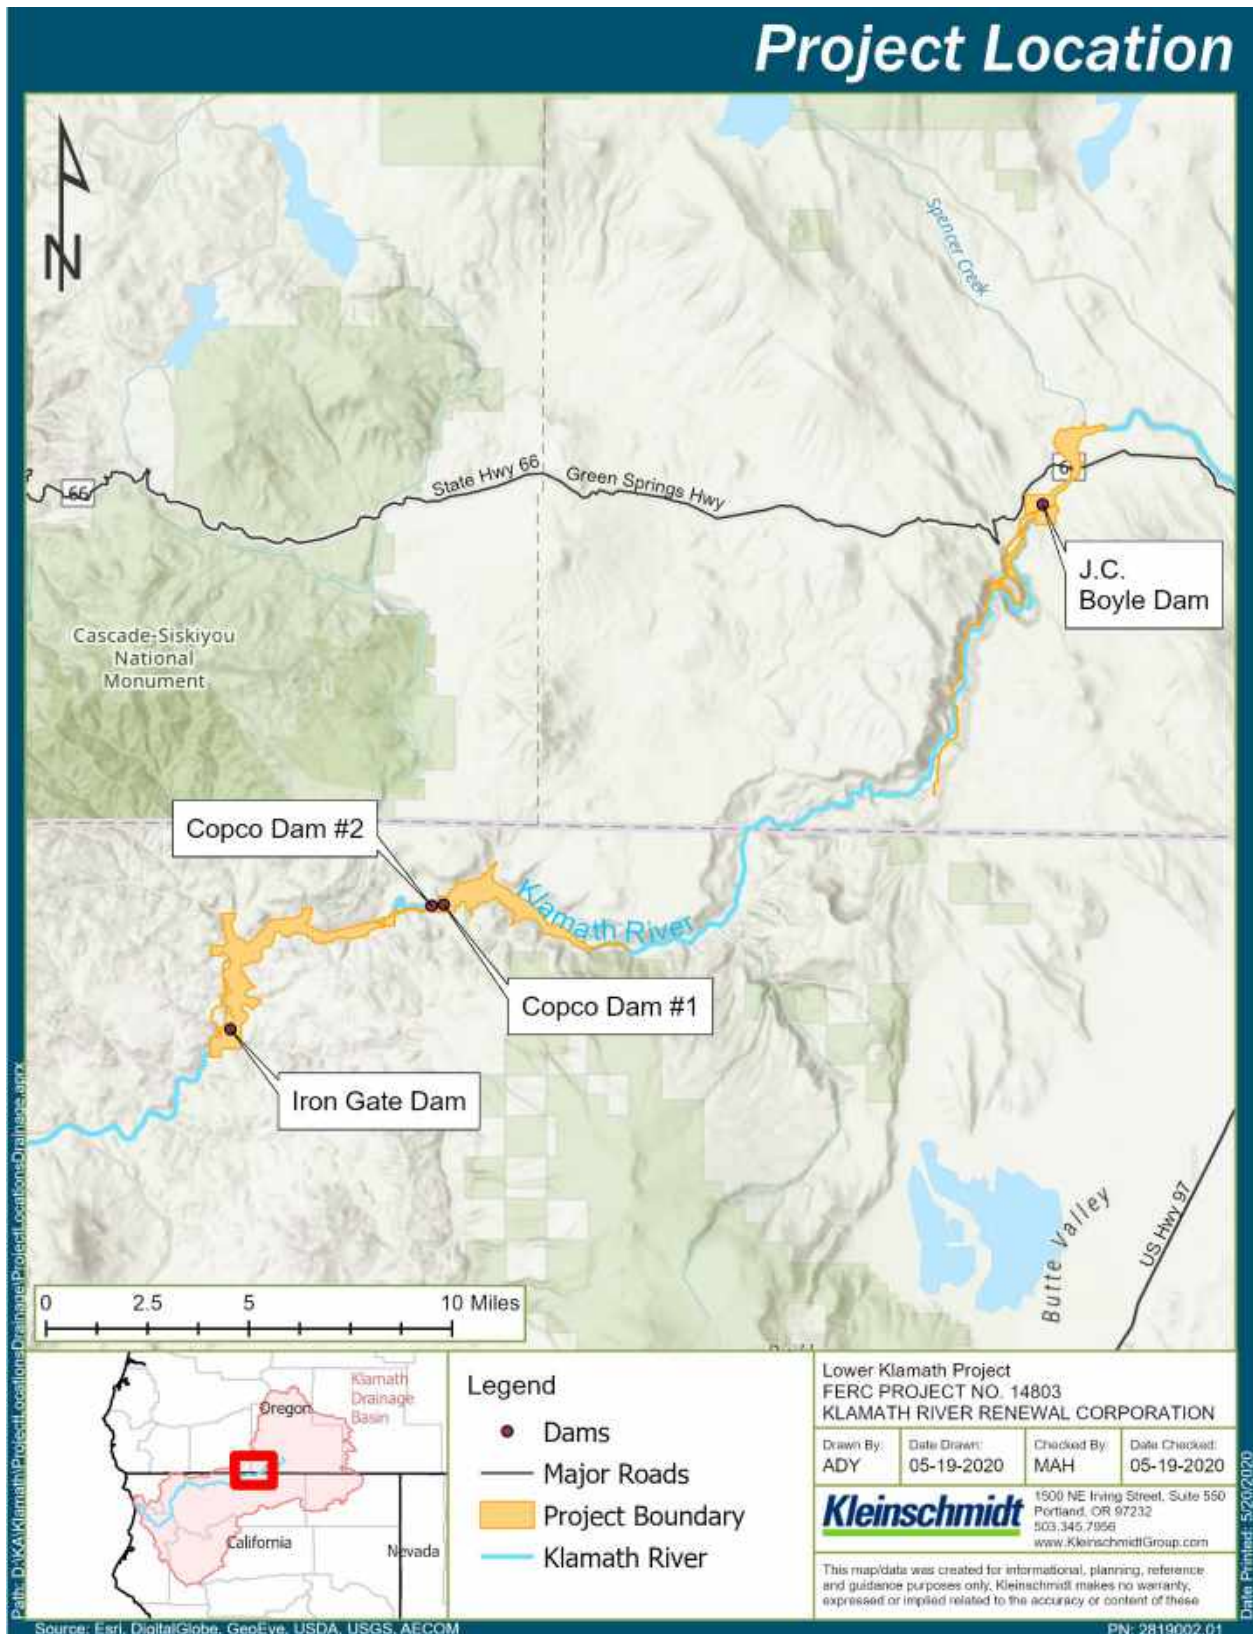 Project Location
N
Spencer Creek
State Hwy 66
Green Springs Hwy
66
6
J.C.
Boyle Dam
Cascade-Siskiyou
National
Monument
Copco Dam #2
Klamath River
Copco Dam #1
Iron Gate Dam
Butte Valley
US Hwy 97
0 2.5 5 10 Miles
Klamath
Drainage
Basin
Oregon
California
Nevada
Legend
Dams
Major Roads
Project Boundary
Klamath River
Lower Klamath Project
FERC PROJECT NO. 14803
KLAMATH RIVER RENEWAL CORPORATION
Drawn By:
ADY
Date Drawn:
05-19-2020
Checked By:
MAH
Date Checked:
05-19-2020
Kleinschmidt
1500 NE Irving Street, Suite 550
Portland, OR 97232
503.345.7956
www.KleinschmidtGroup.com
This map/data was created for informational, planning, reference
and guidance purposes only. Kleinschmidt makes no warranty,
expressed or implied related to the accuracy or content of these
Source: Esri, DigitalGlobe, GeoEye, USDA, USGS, AECOM
PN: 2819002.01
Path: D:\KA\Klamath\ProjectLocationsDrainage\ProjectLocationsDrainage.aprx
Date Printed: 5/20/2020